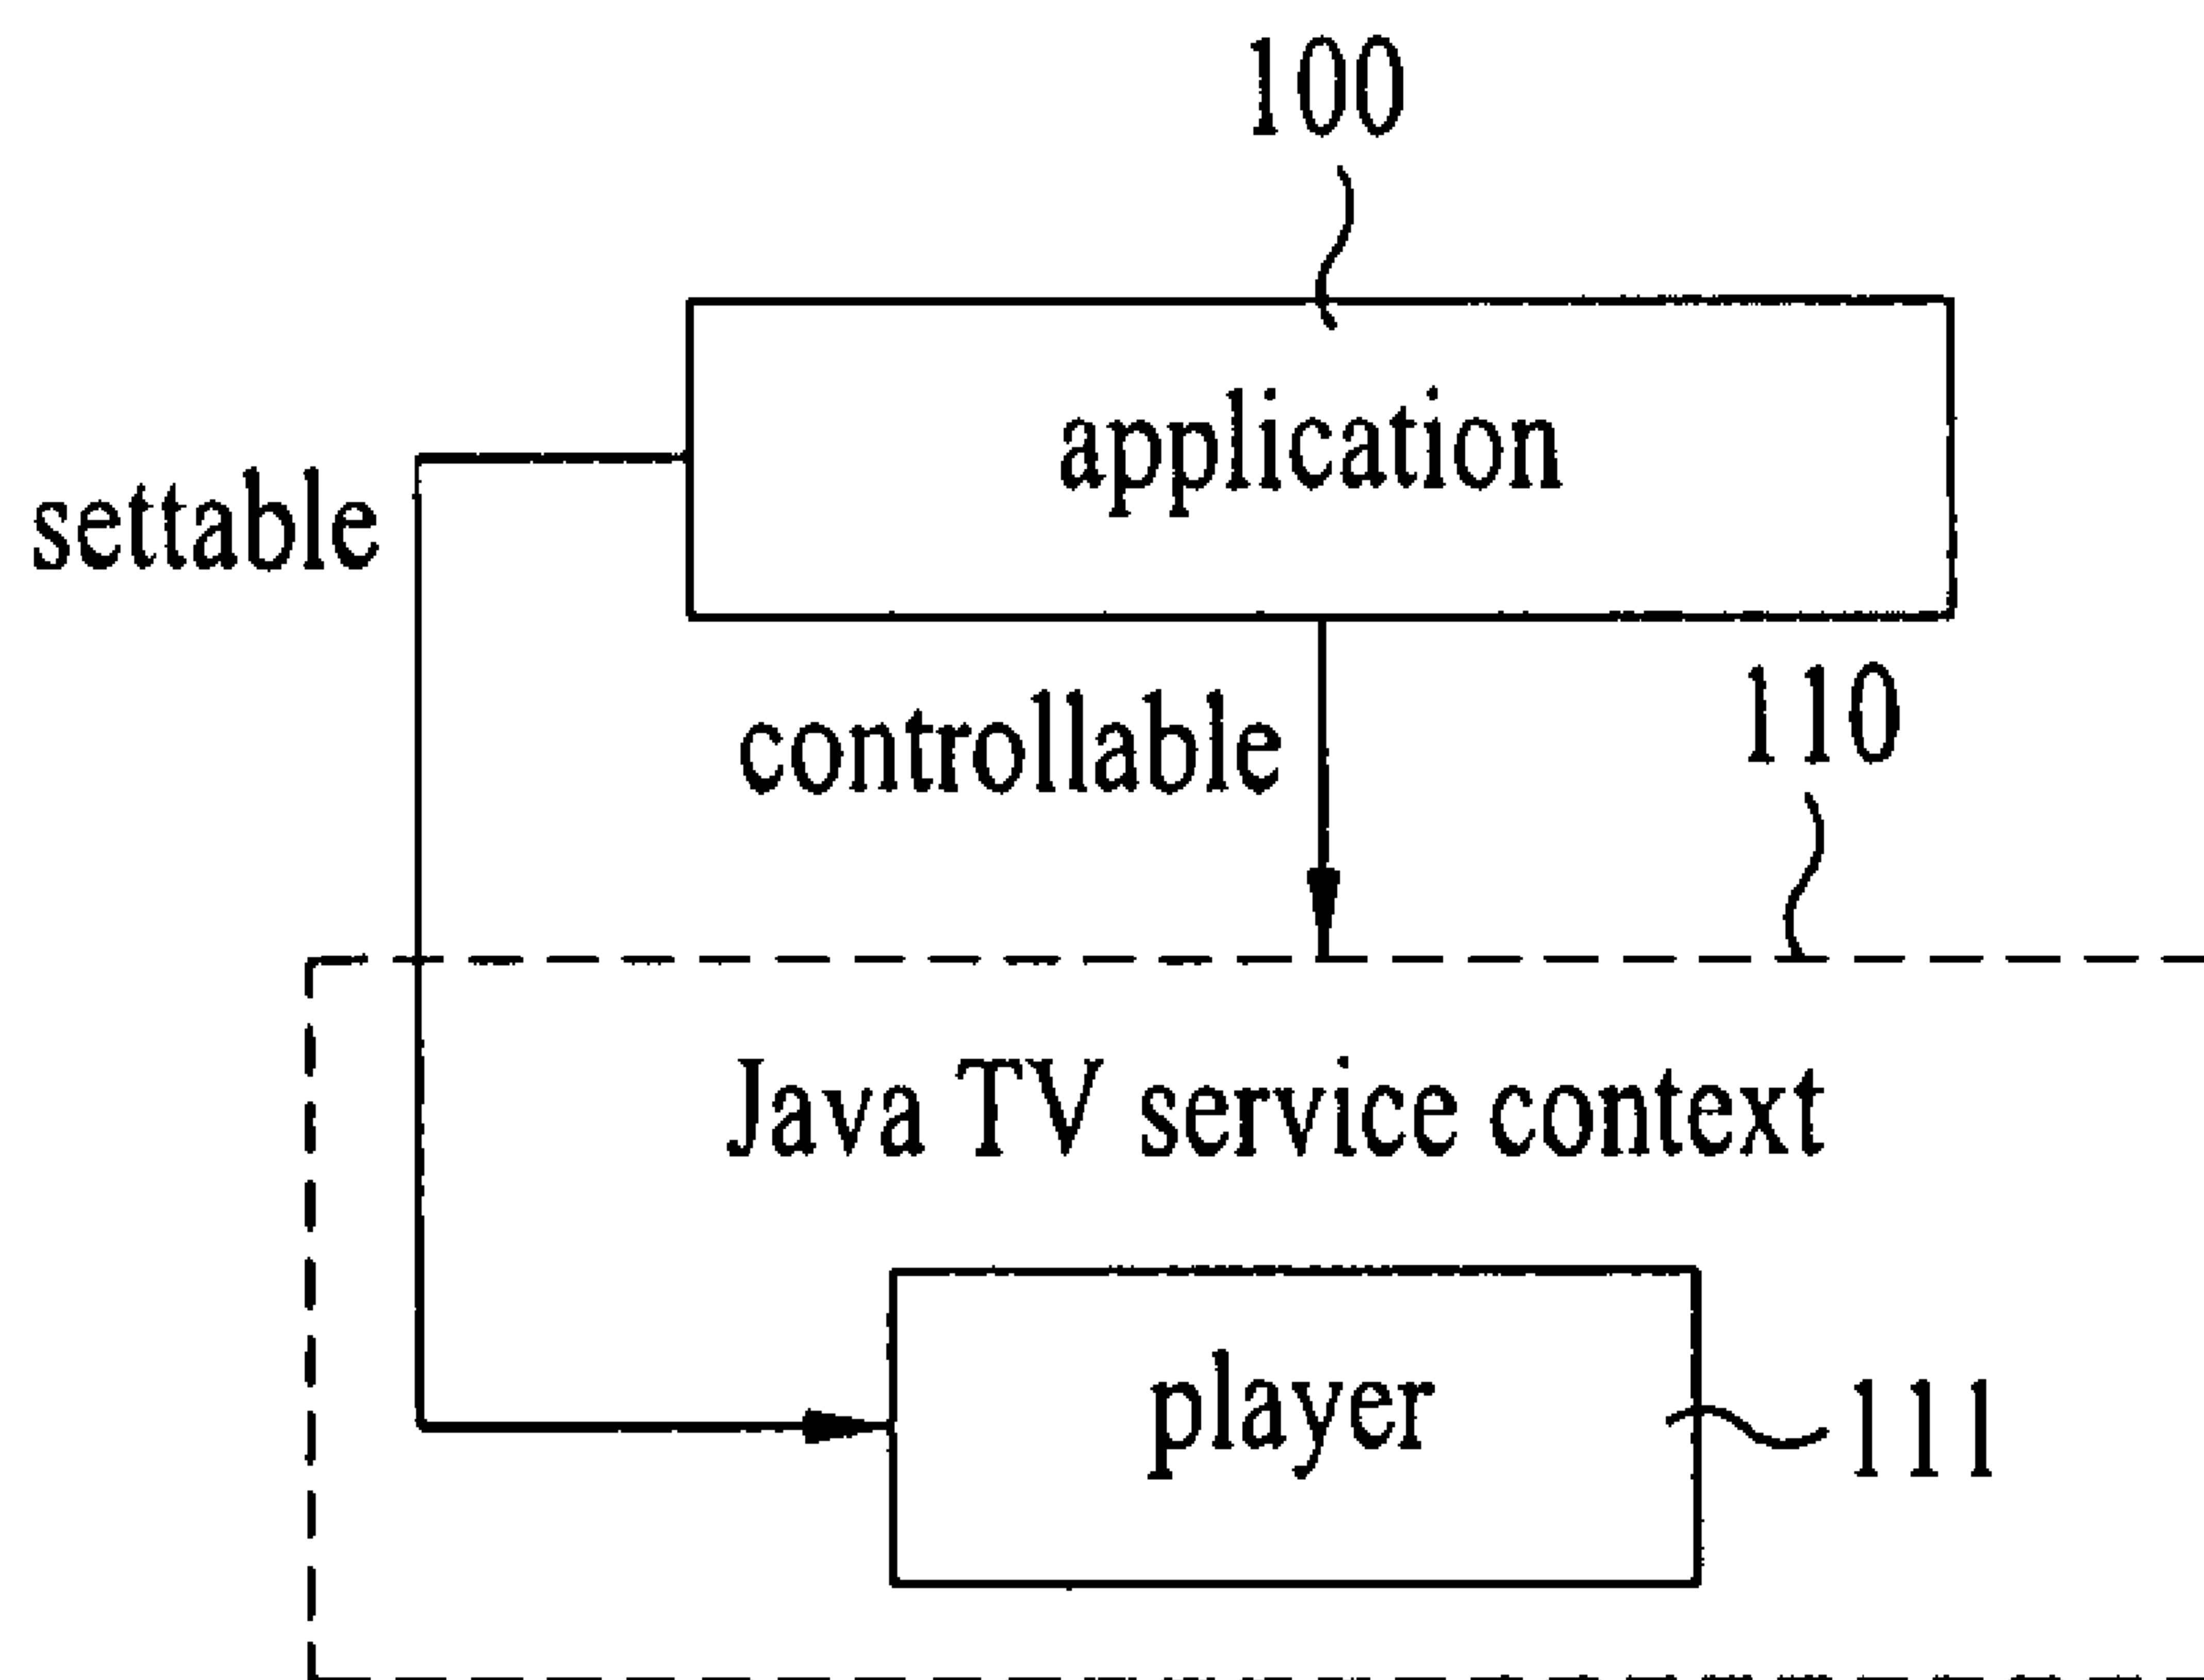 100
application
settable
controllable
110
Java TV service context
player
111